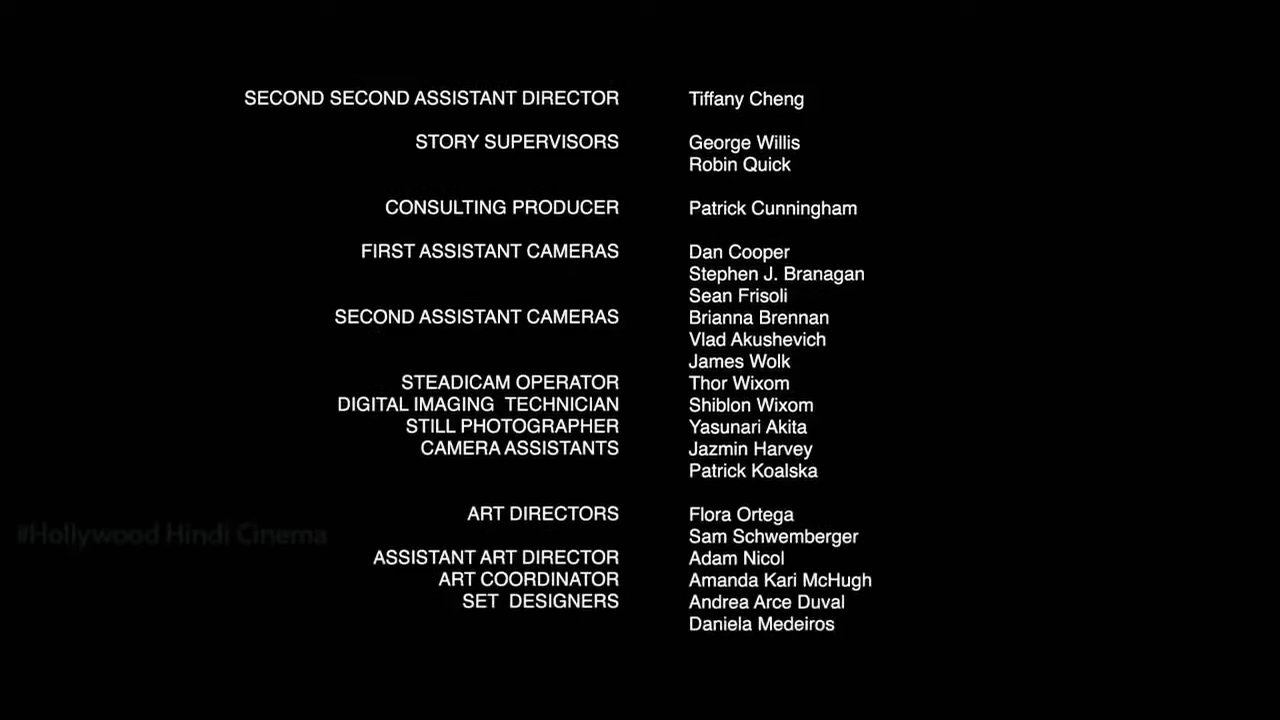 SECOND SECOND ASSISTANT DIRECTOR Tiffany Cheng
STORY SUPERVISORS George Willis
Robin Quick
CONSULTING PRODUCER Patrick Cunningham
FIRST ASSISTANT CAMERAS Dan Cooper
Stephen J. Branagan
Sean Frisoli
SECOND ASSISTANT CAMERAS Brianna Brennan
Vlad Akushevich
James Wolk
STEADICAM OPERATOR Thor Wixom
DIGITAL IMAGING  TECHNICIAN Shiblon Wixom
STILL PHOTOGRAPHER Yasunari Akita
CAMERA ASSISTANTS Jazmin Harvey
Patrick Koalska
ART DIRECTORS Flora Ortega
#Hollywood Hindi Cinema
Sam Schwemberger
ASSISTANT ART DIRECTOR Adam Nicol
ART COORDINATOR Amanda Kari McHugh
SET  DESIGNERS Andrea Arce Duval
Daniela Medeiros